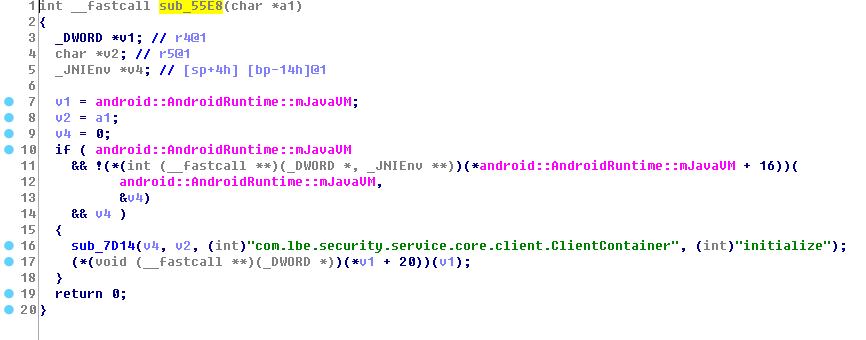 1 int __fastcall sub_55E8(char *a1)
2 {
3 _DWORD *v1; // r4@1
4 char *v2; // r5@1
5 _JNIEnv *v4; // [sp+4h] [bp-14h]@1
6
7 v1 = android::AndroidRuntime::mJavaVM;
8 v2 = a1;
9 v4 = 0;
10 if ( android::AndroidRuntime::mJavaVM
11 && !(*(int (__fastcall **)(_DWORD *, _JNIEnv **))(*android::AndroidRuntime::mJavaVM + 16))(
12 android::AndroidRuntime::mJavaVM,
13 &v4)
14 && v4 )
15 {
16 sub_7D14(v4, v2, (int)"com.lbe.security.service.core.client.ClientContainer", (int)"initialize");
17 (*(void (__fastcall **)(_DWORD *))(*v1 + 20))(v1);
18 }
19 return 0;
20 }